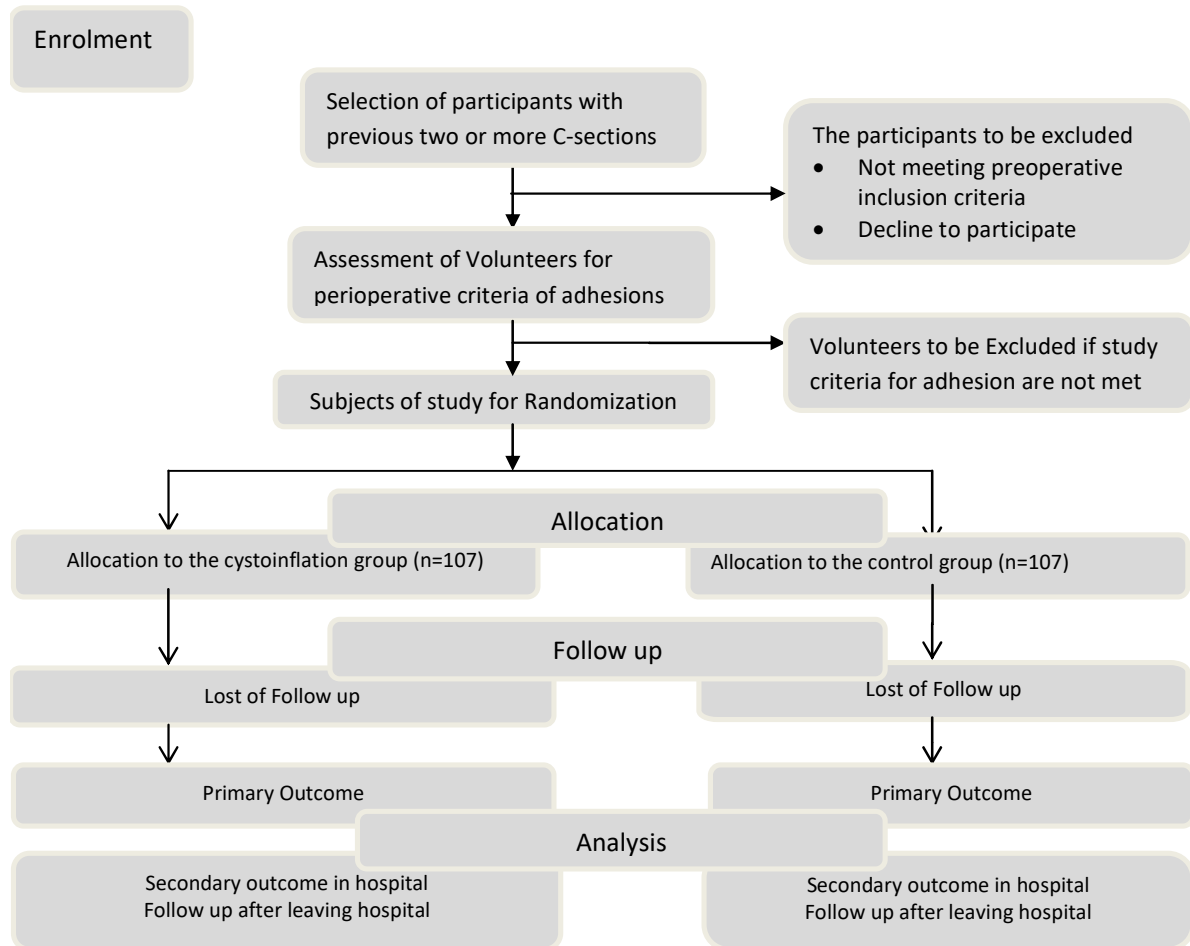 Enrolment
Selection of participants with
previous two or more C-sections
The participants to be excluded
• Not meeting preoperative
inclusion criteria
• Decline to participate
Assessment of Volunteers for
perioperative criteria of adhesions
Volunteers to be Excluded if study
criteria for adhesion are not met
Subjects of study for Randomization
Allocation
Allocation to the cystoinflation group (n=107)
Allocation to the control group (n=107)
Follow up
Lost of Follow up
Lost of Follow up
Primary Outcome
Primary Outcome
Analysis
Secondary outcome in hospital
Follow up after leaving hospital
Secondary outcome in hospital
Follow up after leaving hospital